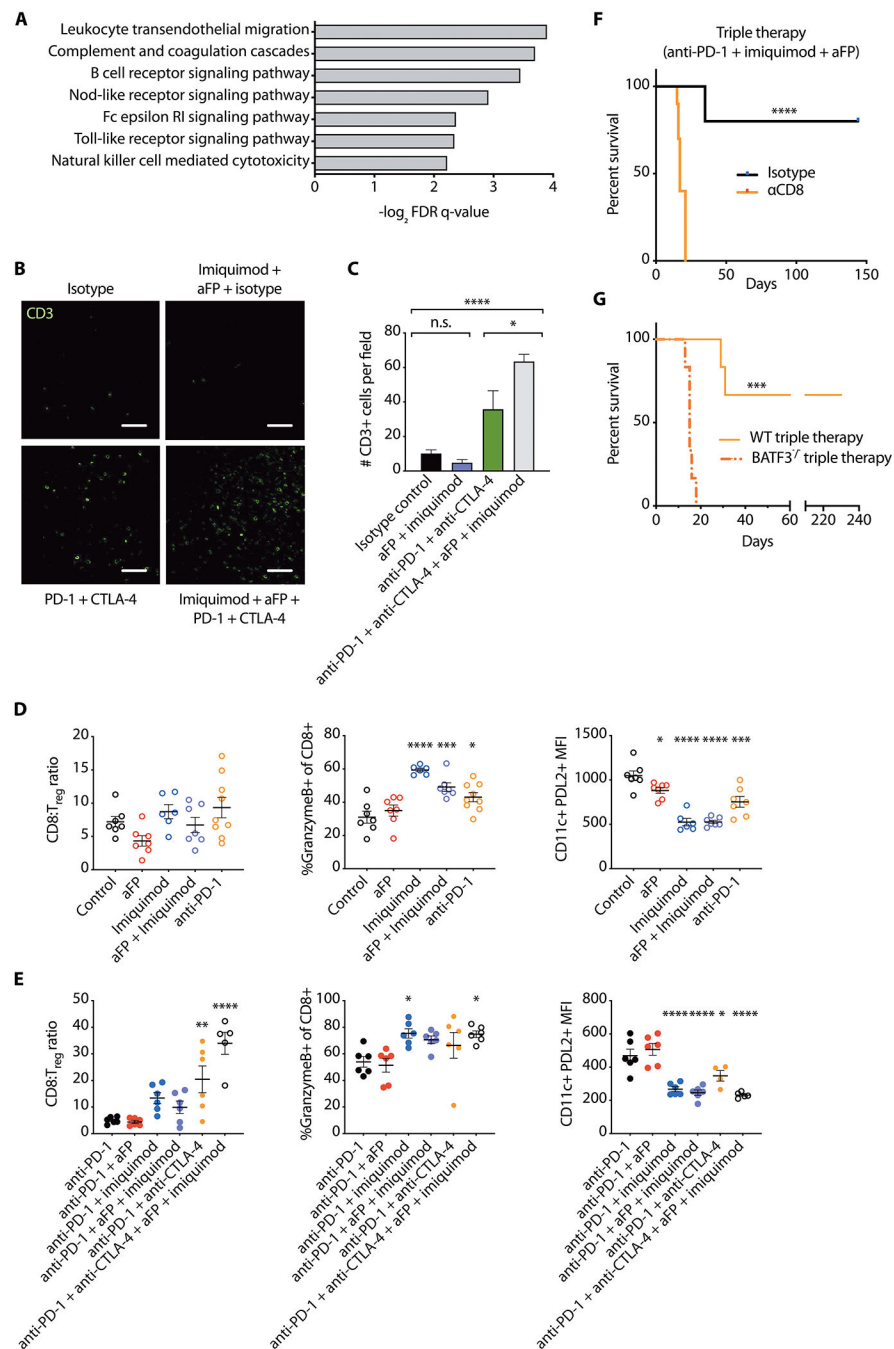 A
Leukocyte transendothelial migration
Complement and coagulation cascades
B cell receptor signaling pathway
Nod-like receptor signaling pathway
Fc epsilon RI signaling pathway
Toll-like receptor signaling pathway
Natural killer cell mediated cytotoxicity
0 1 2 3 4
-log₂ FDR q-value
B
Isotype
Imiquimod +
aFP + isotype
CD3
PD-1 + CTLA-4
Imiquimod + aFP +
PD-1 + CTLA-4
C
****
n.s.
*
# CD3+ cells per field
80
60
40
20
0
Isotype control
aFP + imiquimod
anti-PD-1 + anti-CTLA-4
anti-PD-1 + anti-CTLA-4 + aFP + imiquimod
F
Triple therapy
(anti-PD-1 + imiquimod + aFP)
Percent survival
100
50
0
****
Isotype
αCD8
0 50 100 150
Days
G
Percent survival
100
50
0
***
WT triple therapy
BATF3-/- triple therapy
0 20 40 60 220 240
Days
D
CD8:Treg ratio
20
15
10
5
0
Control
aFP
Imiquimod
aFP + Imiquimod
anti-PD-1
%GranzymeB+ of CD8+
80
60
40
20
0
**** *** *
Control
aFP
Imiquimod
aFP + Imiquimod
anti-PD-1
CD11c+ PDL2+ MFI
1500
1000
500
0
* **** **** ***
Control
aFP
Imiquimod
aFP + Imiquimod
anti-PD-1
E
CD8:Treg ratio
50
40
30
20
10
0
** ****
anti-PD-1
anti-PD-1 + aFP
anti-PD-1 + imiquimod
anti-PD-1 + aFP + imiquimod
anti-PD-1 + anti-CTLA-4
anti-PD-1 + anti-CTLA-4 + aFP + imiquimod
%GranzymeB+ of CD8+
100
80
60
40
20
0
* *
anti-PD-1
anti-PD-1 + aFP
anti-PD-1 + imiquimod
anti-PD-1 + aFP + imiquimod
anti-PD-1 + anti-CTLA-4
anti-PD-1 + anti-CTLA-4 + aFP + imiquimod
CD11c+ PDL2+ MFI
800
600
400
200
0
**** **** * ****
anti-PD-1
anti-PD-1 + aFP
anti-PD-1 + imiquimod
anti-PD-1 + aFP + imiquimod
anti-PD-1 + anti-CTLA-4
anti-PD-1 + anti-CTLA-4 + aFP + imiquimod